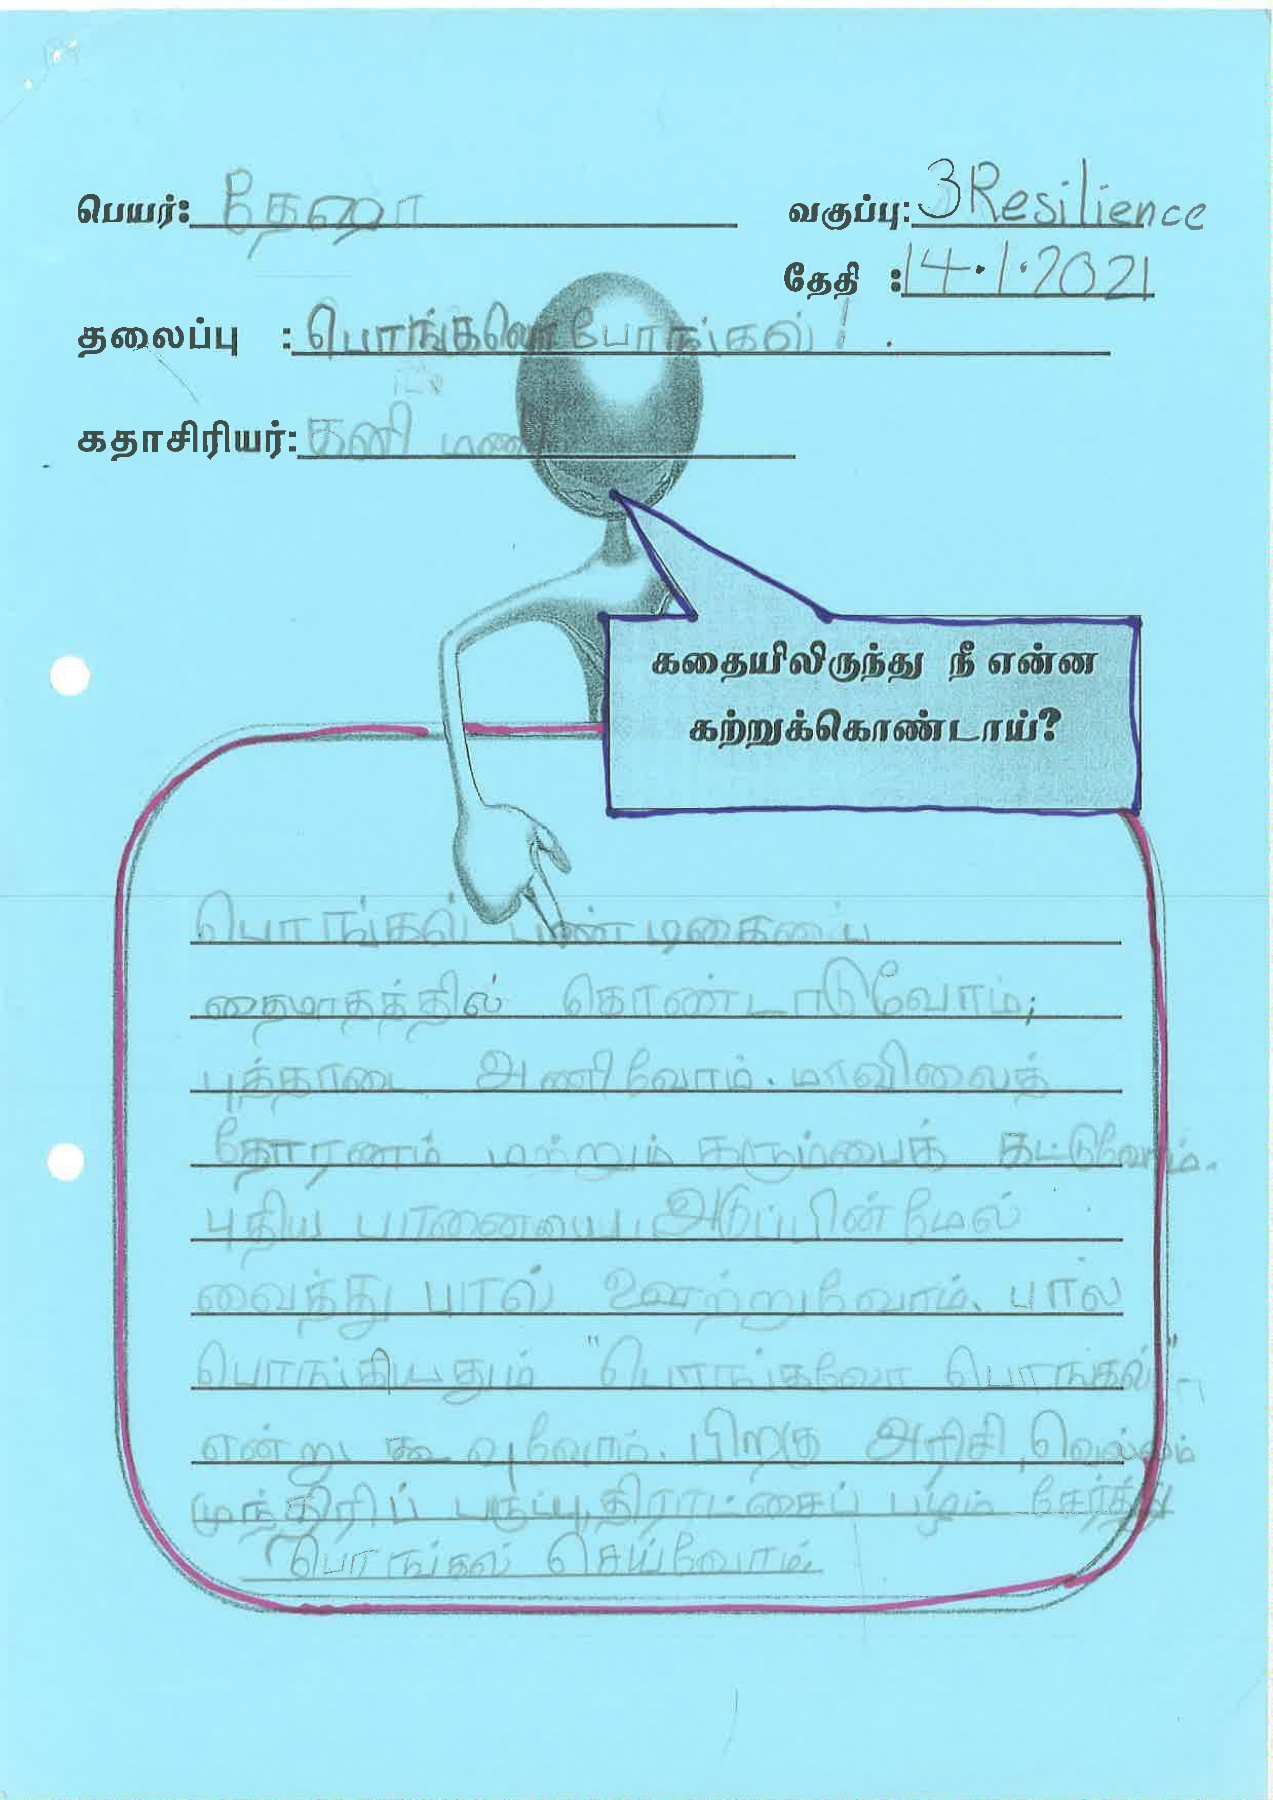 பெயர்: தேஹா
வகுப்பு: 3Resilience
தேதி : 14.1.2021
தலைப்பு : பொங்கலோ போங்கல்!
கதாசிரியர்: கனி மணி
கதையிலிருந்து நீ என்ன
கற்றுக்கொண்டாய்?
பொங்கல் பண்டிகையை
தைமாதத்தில் கொண்டாடுவோம்;
புத்தாடை அணிவோம். மாவிலைத்
தோரணம் மற்றும் கரும்பைக் கட்டுவோம்.
புதிய பானையை அடுப்பின்மேல்
வைத்து பால் ஊற்றுவோம். பால்
பொங்கியதும் "பொங்கலோ பொங்கல்"
என்று கூவுவோம். பிறகு அரிசி, வெல்லம்
முந்திரிப் பருப்பு, திராட்சைப் பழம் சேர்த்து
பொங்கல் செய்வோம்.